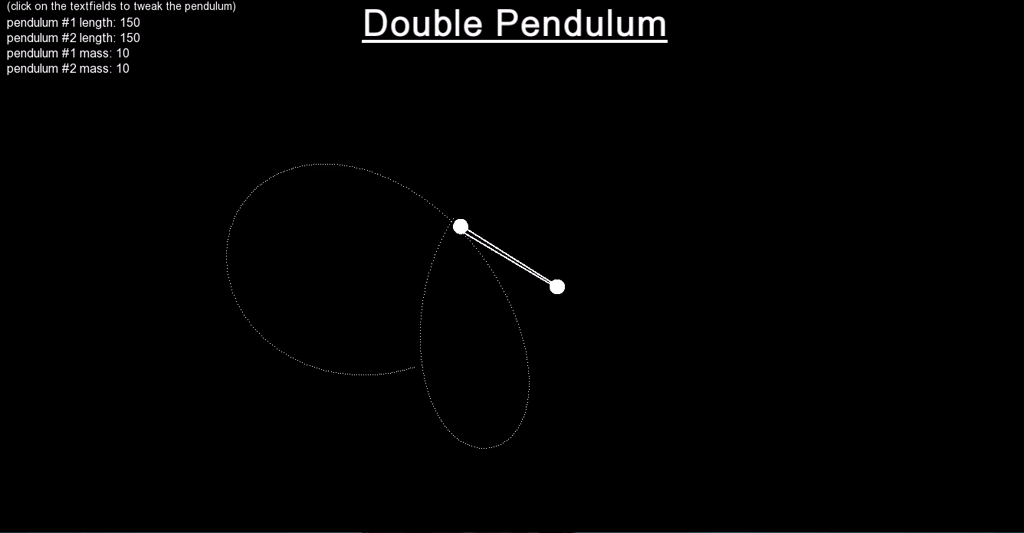 (click on the textfields to tweak the pendulum)
Double Pendulum
pendulum #1 length: 150
pendulum #2 length: 150
pendulum #1 mass: 10
pendulum #2 mass: 10